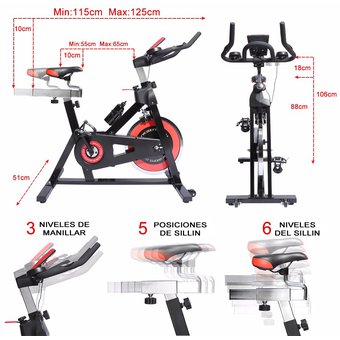 Min:115cm Max:125cm
10cm
10cm
Min:55cm Max:65cm
18cm
106cm
88cm
51cm
3 NIVELES DE MANILLAR
5 POSICIONES DE SILLIN
6 NIVELES DEL SILLIN